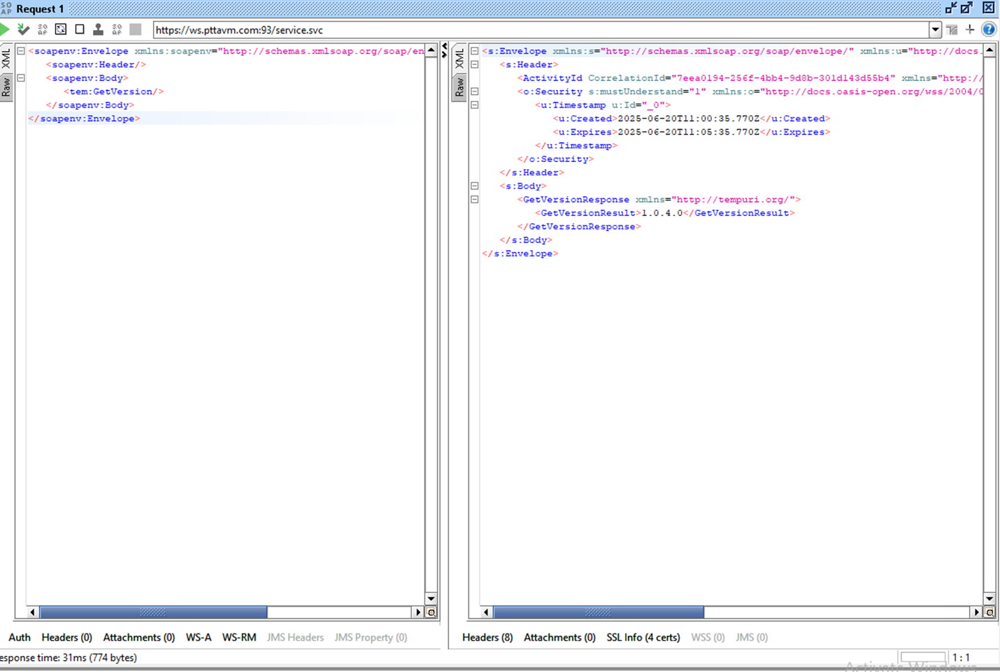 SO
AP Request 1
SO AP SO AP https://ws.pttavm.com:93/service.svc ?
XML
Raw
<soapenv:Envelope xmlns:soapenv="http://schemas.xmlsoap.org/soap/en
<soapenv:Header/>
<soapenv:Body>
<tem:GetVersion/>
</soapenv:Body>
</soapenv:Envelope>
XML
Raw
<s:Envelope xmlns:s="http://schemas.xmlsoap.org/soap/envelope/" xmlns:u="http://docs.
<s:Header>
<ActivityId CorrelationId="7eea0194-256f-4bb4-9d8b-301d143d55b4" xmlns="http://
<o:Security s:mustUnderstand="1" xmlns:o="http://docs.oasis-open.org/wss/2004/0
<u:Timestamp u:Id="_0">
<u:Created>2025-06-20T11:00:35.770Z</u:Created>
<u:Expires>2025-06-20T11:05:35.770Z</u:Expires>
</u:Timestamp>
</o:Security>
</s:Header>
<s:Body>
<GetVersionResponse xmlns="http://tempuri.org/">
<GetVersionResult>1.0.4.0</GetVersionResult>
</GetVersionResponse>
</s:Body>
</s:Envelope>
Auth Headers (0) Attachments (0) WS-A WS-RM JMS Headers JMS Property (0)
Headers (8) Attachments (0) SSL Info (4 certs) WSS (0) JMS (0)
esponse time: 31ms (774 bytes)
1 : 1
Activate Windows